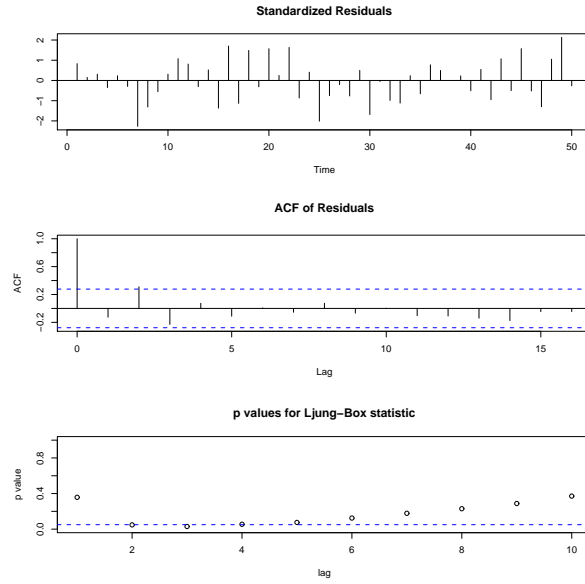 Standardized Residuals
2
1
0
-1
-2
0 10 20 30 40 50
Time
ACF of Residuals
ACF
1.0
0.6
0.2
-0.2
0 5 10 15
Lag
p values for Ljung-Box statistic
p value
0.8
0.4
0.0
2 4 6 8 10
lag